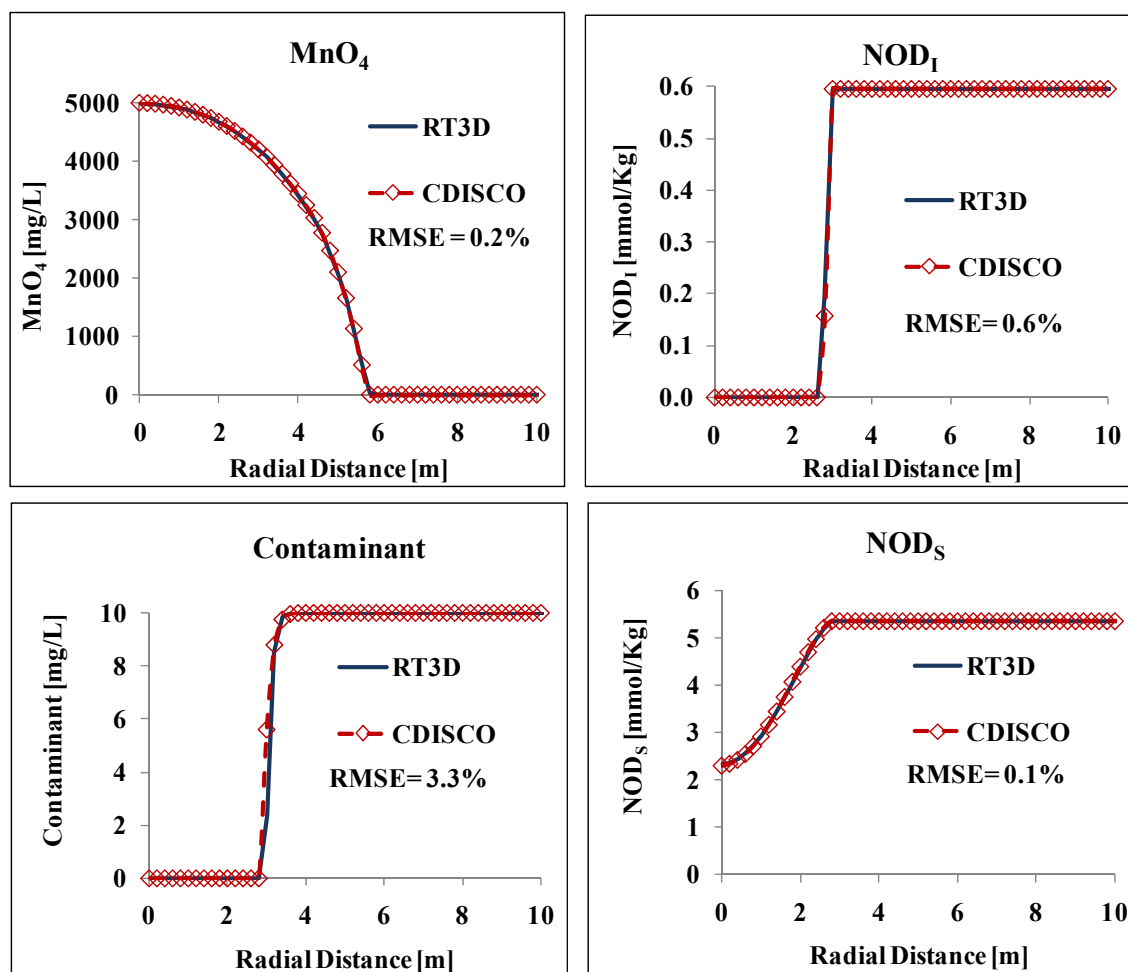 MnO4
MnO4 [mg/L]
5000
4000
3000
2000
1000
0
RT3D
CDISCO
RMSE = 0.2%
0 2 4 6 8 10
Radial Distance [m]
NODI
NODI [mmol/Kg]
0.6
0.5
0.4
0.3
0.2
0.1
0.0
RT3D
CDISCO
RMSE= 0.6%
0 2 4 6 8 10
Radial Distance [m]
Contaminant
Contaminant [mg/L]
10
8
6
4
2
0
RT3D
CDISCO
RMSE= 3.3%
0 2 4 6 8 10
Radial Distance [m]
NODS
NODS [mmol/Kg]
6
5
4
3
2
1
0
RT3D
CDISCO
RMSE= 0.1%
0 2 4 6 8 10
Radial Distance [m]